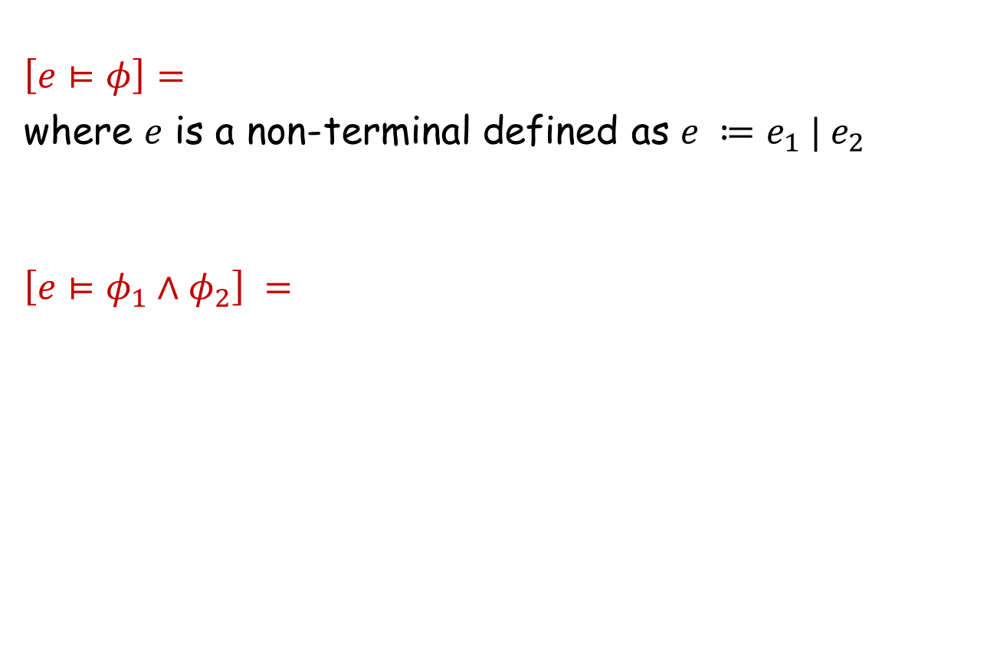 [𝑒 ⊨ 𝜙] =
where 𝑒 is a non-terminal defined as 𝑒 ≔ 𝑒₁ | 𝑒₂
[𝑒 ⊨ 𝜙₁ ∧ 𝜙₂] =